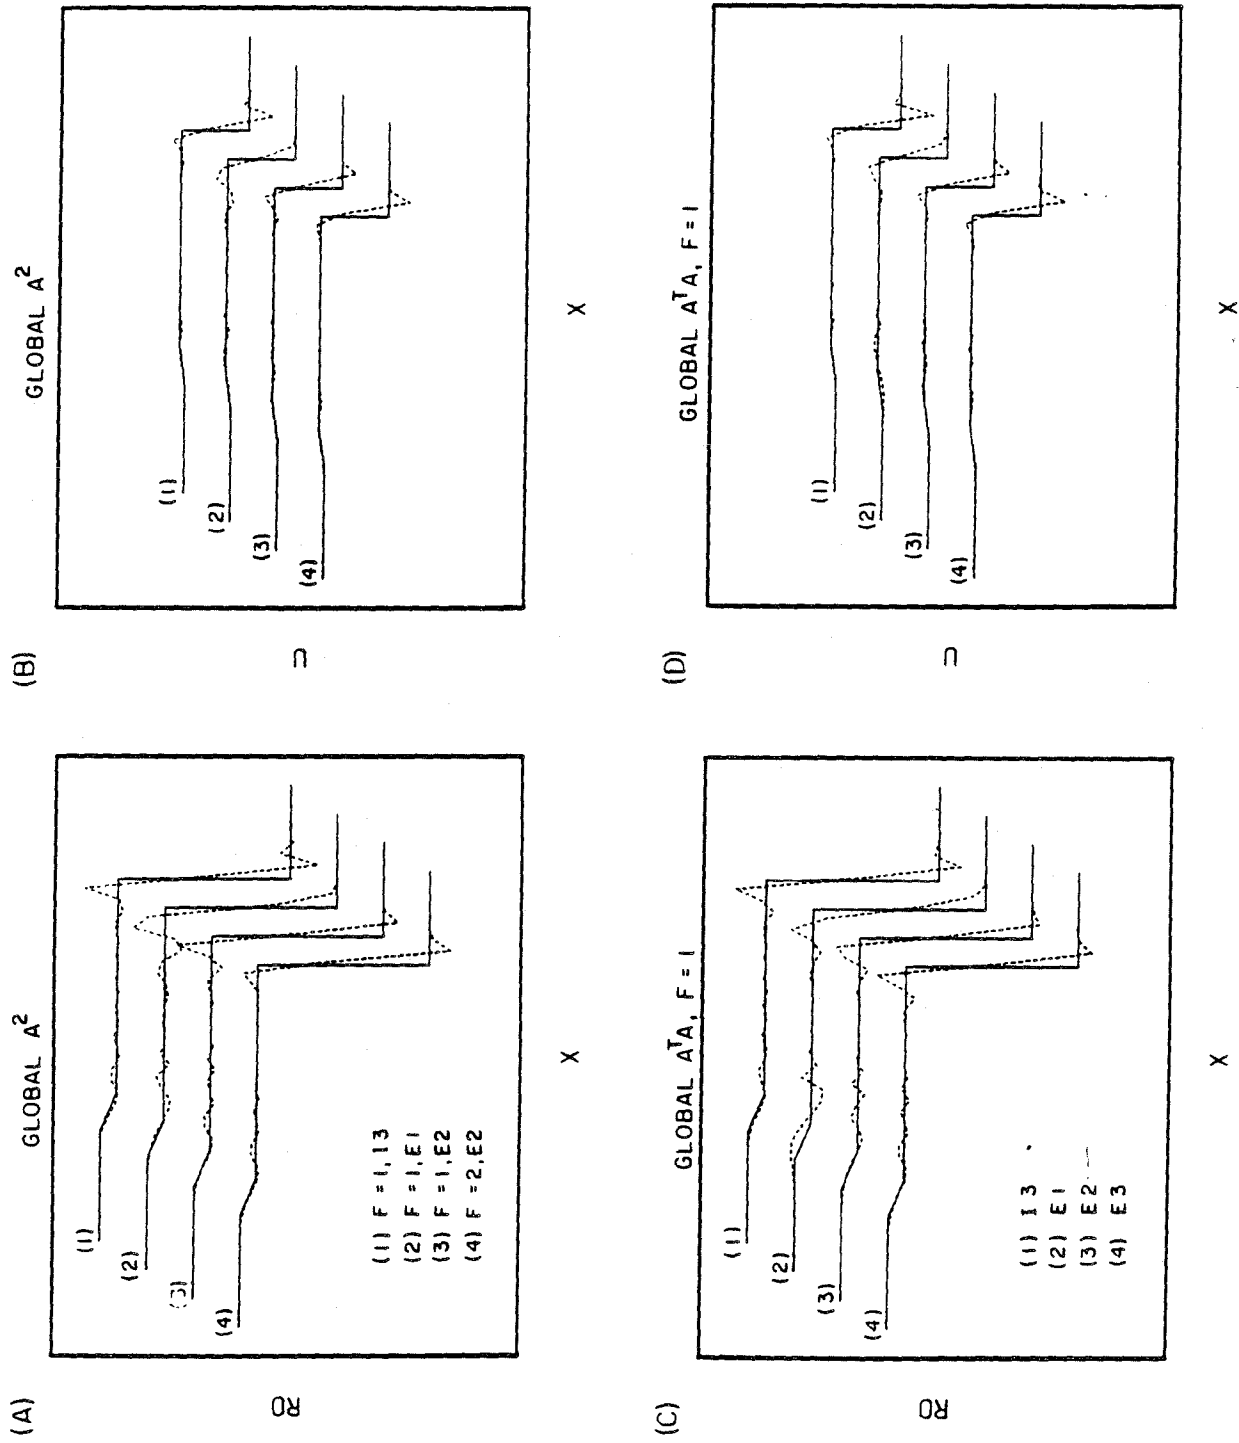 (A)
GLOBAL A²
RO
(1)
(2)
(3)
(4)
(1) F = 1, I3
(2) F = 1, E1
(3) F = 1, E2
(4) F = 2, E2
X
(B)
GLOBAL A²
U
(1)
(2)
(3)
(4)
X
(C)
GLOBAL AᵀA, F = 1
RO
(1)
(2)
(3)
(4)
(1) I3
(2) E1
(3) E2
(4) E3
X
(D)
GLOBAL AᵀA, F = 1
U
(1)
(2)
(3)
(4)
X